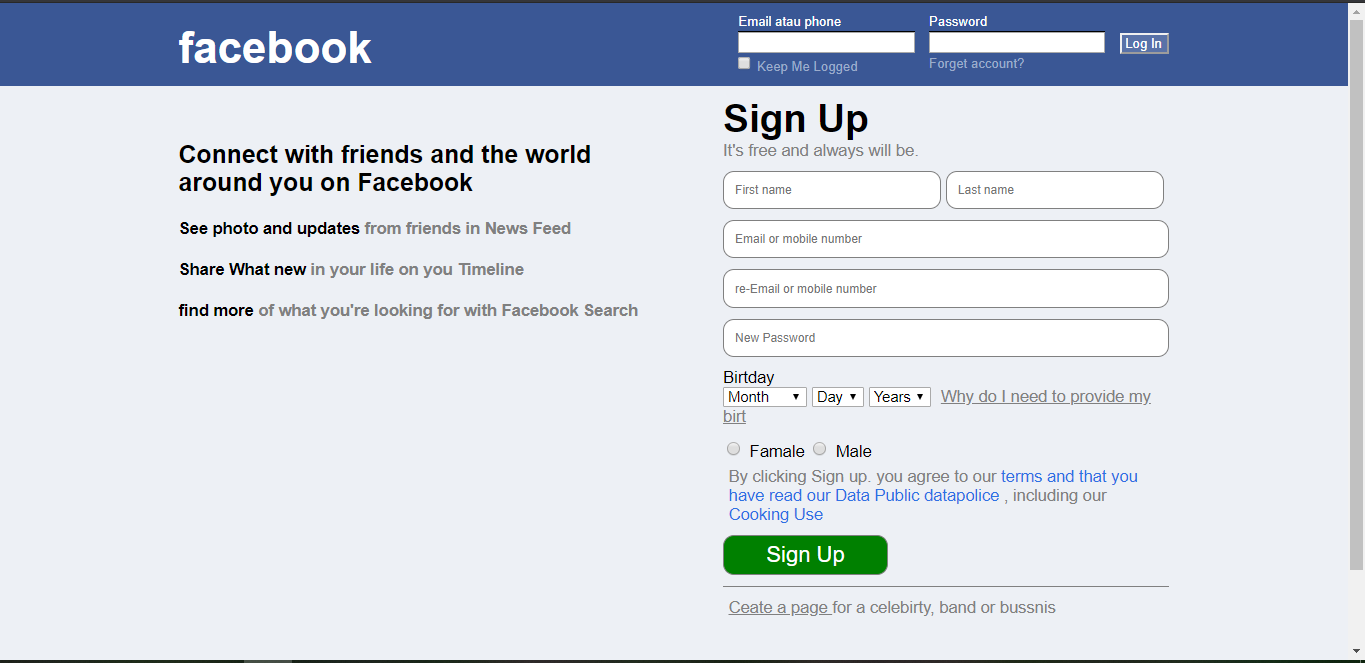 facebook
Email atau phone
Password
Log In
Keep Me Logged
Forget account?
Connect with friends and the world
around you on Facebook
See photo and updates from friends in News Feed
Share What new in your life on you Timeline
find more of what you're looking for with Facebook Search
Sign Up
It's free and always will be.
First name
Last name
Email or mobile number
re-Email or mobile number
New Password
Birtday
Month Day Years Why do I need to provide my
birt
Famale Male
By clicking Sign up. you agree to our terms and that you
have read our Data Public datapolice , including our
Cooking Use
Sign Up
Ceate a page for a celebirty, band or bussnis